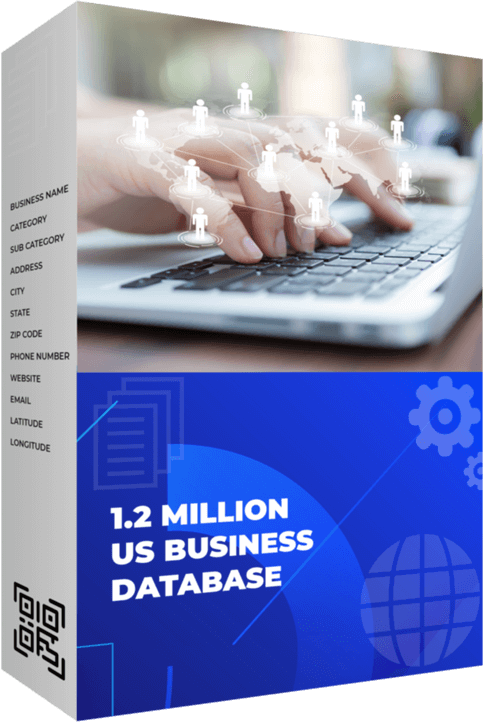 BUSINESS NAME
CATEGORY
SUB CATEGORY
ADDRESS
CITY
STATE
ZIP CODE
PHONE NUMBER
WEBSITE
EMAIL
LATITUDE
LONGITUDE
1.2 MILLION
US BUSINESS
DATABASE